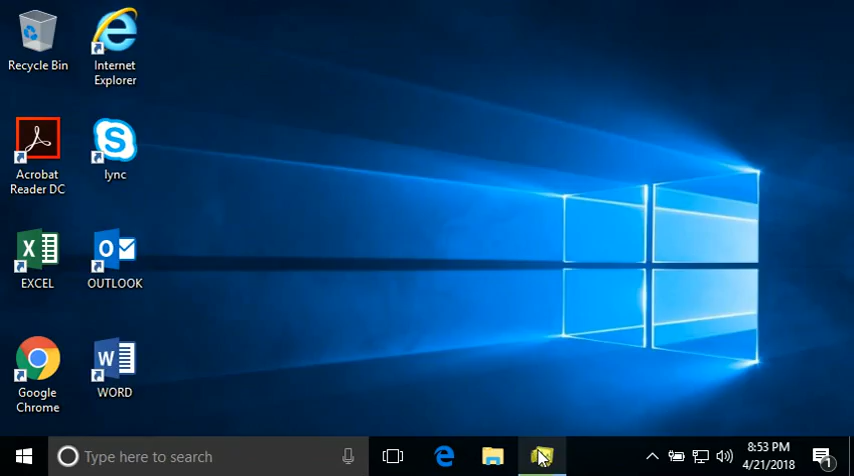 Recycle Bin
Internet
Explorer
Acrobat
Reader DC
lync
EXCEL
OUTLOOK
Google
Chrome
WORD
Type here to search
8:53 PM
4/21/2018
1